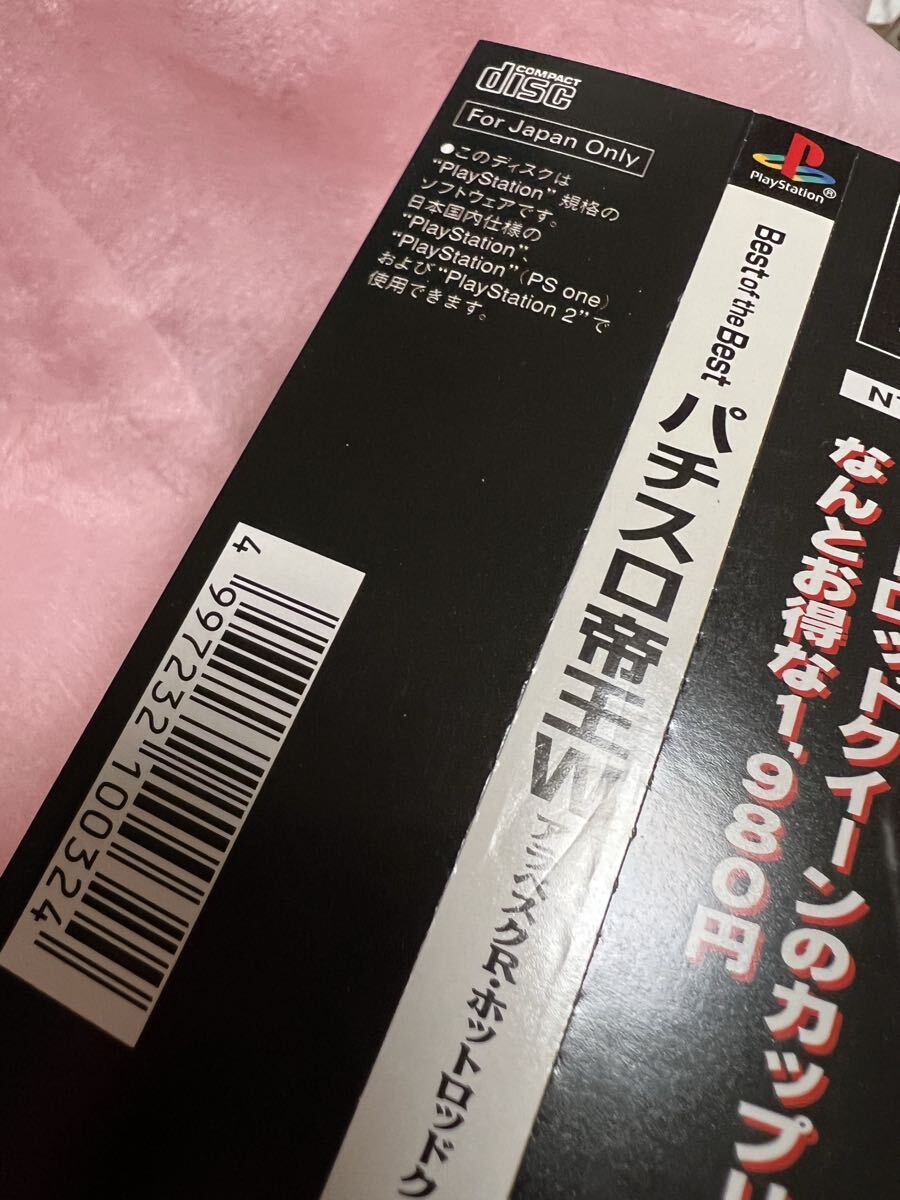 COMPACT
disc
For Japan Only
●このディスクは
"PlayStation" 規格の
ソフトウェアです。
日本国内仕様の
"PlayStation"、
"PlayStation"(PS one)
および"PlayStation 2"で
使用できます。
4 997232 100324
PlayStation®
Best of the Best パチスロ帝王W アラベスクR・ホットロッドク
ロッドクイーンのカップ
なんとお得な1,980円